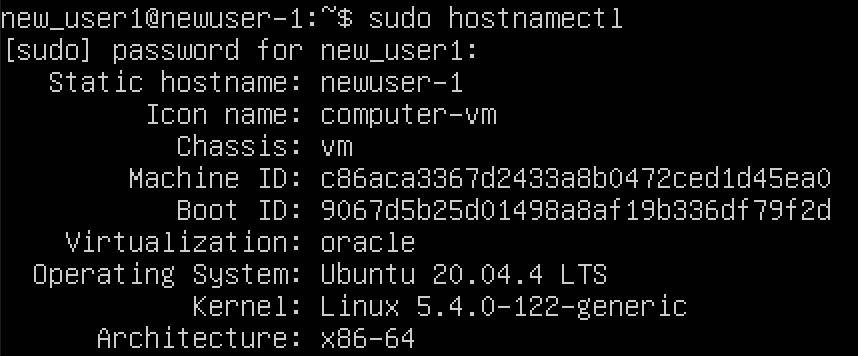 new_user1@newuser-1:~$ sudo hostnamectl
[sudo] password for new_user1:
Static hostname: newuser-1
Icon name: computer-vm
Chassis: vm
Machine ID: c86aca3367d2433a8b0472ced1d45ea0
Boot ID: 9067d5b25d01498a8af19b336df79f2d
Virtualization: oracle
Operating System: Ubuntu 20.04.4 LTS
Kernel: Linux 5.4.0-122-generic
Architecture: x86-64